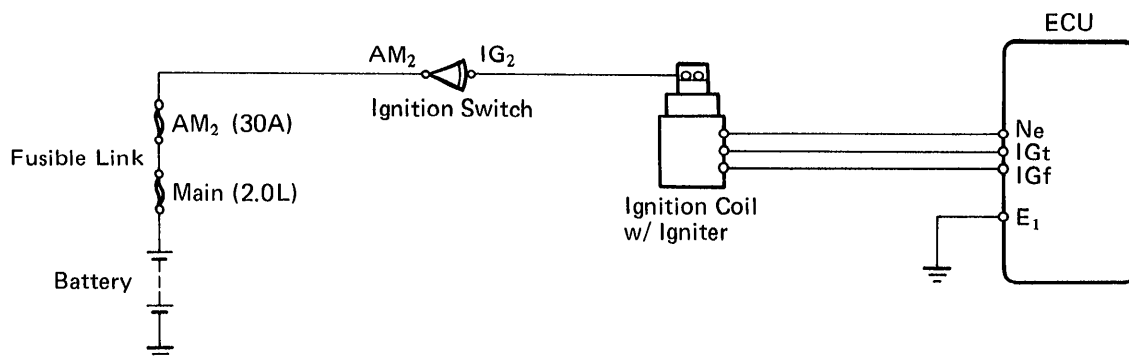 ECU
AM₂ IG₂
Ignition Switch
AM₂ (30A)
Fusible Link
Main (2.0L)
Battery
Ne
IGt
IGf
E₁
Ignition Coil
w/ Igniter